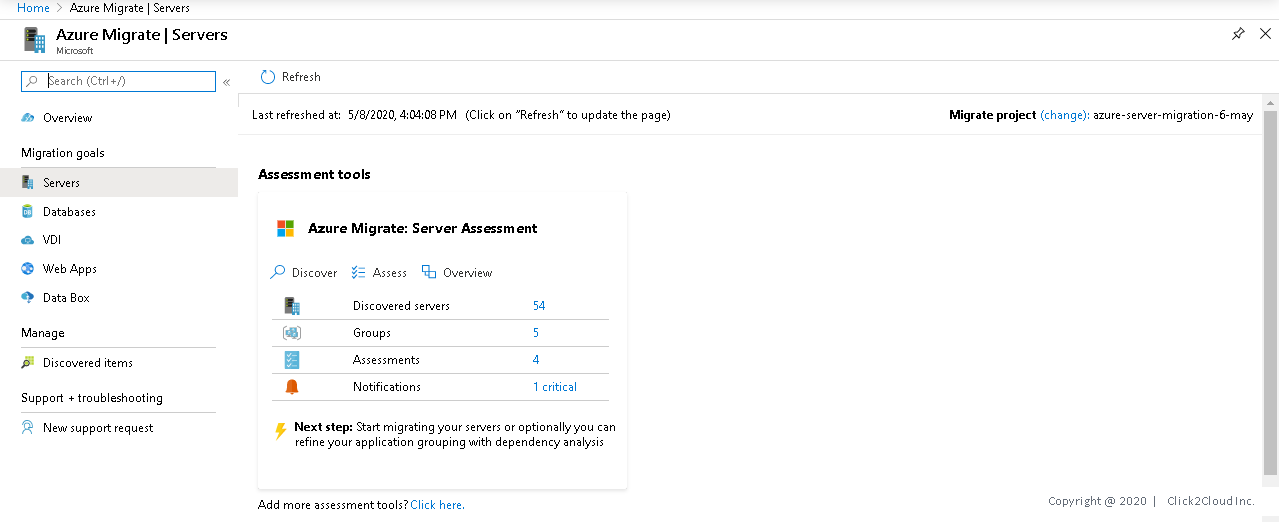 Home > Azure Migrate | Servers
Azure Migrate | Servers
Microsoft
Search (Ctrl+/)
«
Overview
Migration goals
Servers
Databases
VDI
Web Apps
Data Box
Manage
Discovered items
Support + troubleshooting
New support request
Refresh
Last refreshed at: 5/8/2020, 4:04:08 PM (Click on "Refresh" to update the page)
Migrate project (change): azure-server-migration-6-may
Assessment tools
Azure Migrate: Server Assessment
Discover Assess Overview
Discovered servers 54
Groups 5
Assessments 4
Notifications 1 critical
Next step: Start migrating your servers or optionally you can
refine your application grouping with dependency analysis
Add more assessment tools? Click here.
Copyright @ 2020 | Click2Cloud Inc.